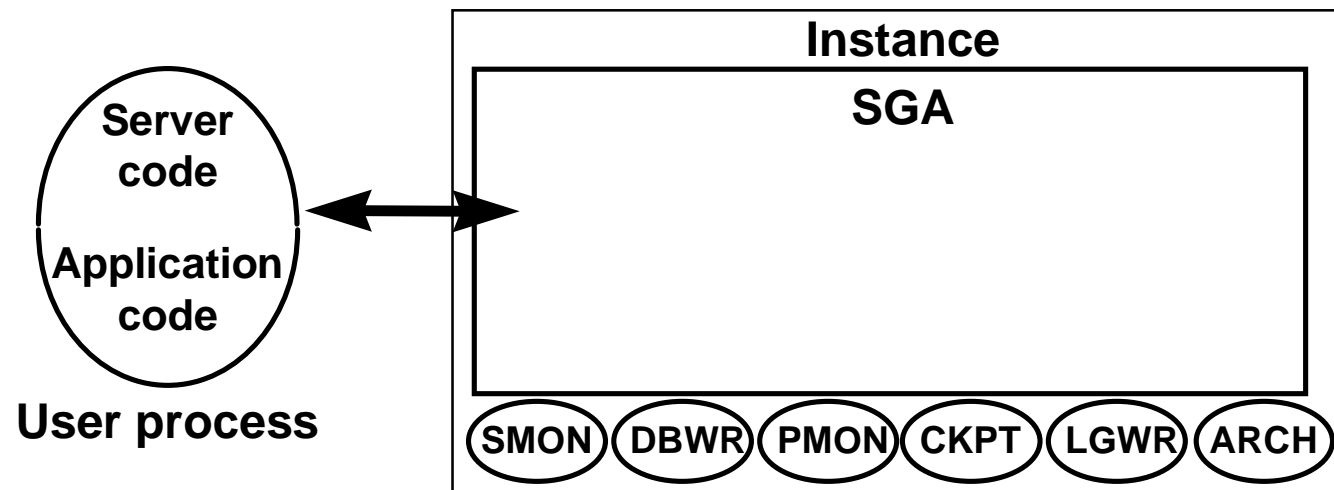 Instance
SGA
Server
code
Application
code
User process
SMON DBWR PMON CKPT LGWR ARCH